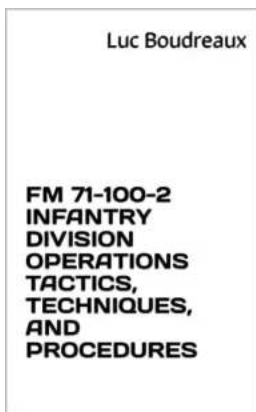 Luc Boudreaux
FM 71-100-2
INFANTRY
DIVISION
OPERATIONS
TACTICS,
TECHNIQUES,
AND
PROCEDURES